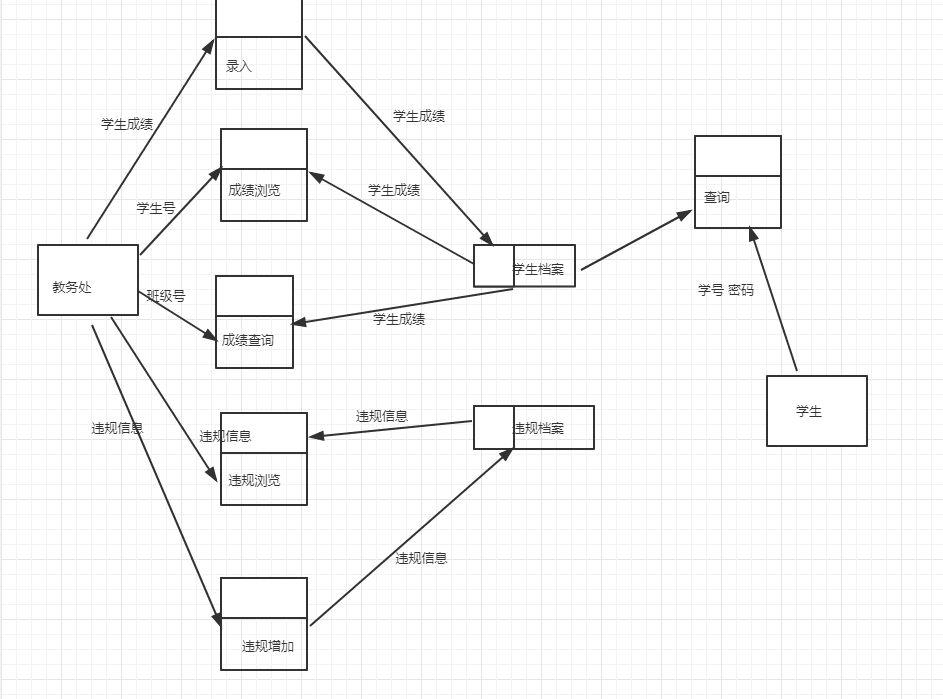 录入
学生成绩
学生成绩
成绩浏览
学生成绩
查询
学生号
学生档案
教务处
班级号
学号 密码
学生成绩
成绩查询
学生
违规信息
违规档案
违规信息
违规信息
违规浏览
违规信息
违规增加